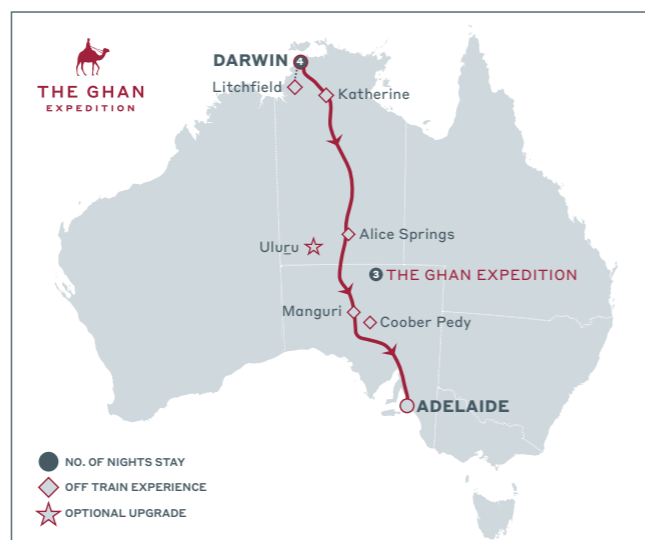 THE GHAN
EXPEDITION
DARWIN
4
Litchfield
Katherine
Alice Springs
Uluṟu
3 THE GHAN EXPEDITION
Manguri
Coober Pedy
ADELAIDE
NO. OF NIGHTS STAY
OFF TRAIN EXPERIENCE
OPTIONAL UPGRADE